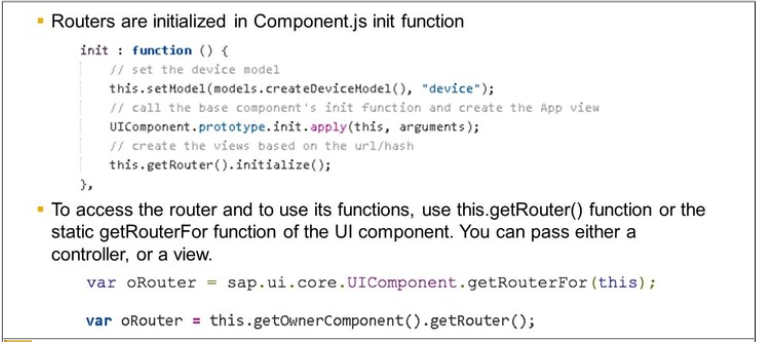 ▪ Routers are initialized in Component.js init function
init : function () {
// set the device model
this.setModel(models.createDeviceModel(), "device");
// call the base component's init function and create the App view
UIComponent.prototype.init.apply(this, arguments);
// create the views based on the url/hash
this.getRouter().initialize();
},
▪ To access the router and to use its functions, use this.getRouter() function or the
static getRouterFor function of the UI component. You can pass either a
controller, or a view.
var oRouter = sap.ui.core.UIComponent.getRouterFor(this);
var oRouter = this.getOwnerComponent().getRouter();